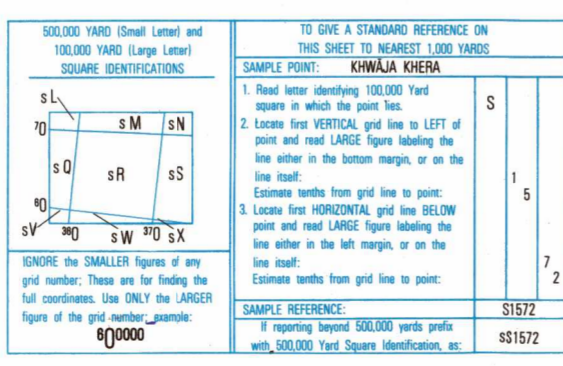 500,000 YARD (Small Letter) and
100,000 YARD (Large Letter)
SQUARE IDENTIFICATIONS
sL
sM
sN
70
sQ
sR
sS
60
sV
380
sW
370
sX
IGNORE the SMALLER figures of any
grid number; These are for finding the
full coordinates. Use ONLY the LARGER
figure of the grid number; example:
600000
TO GIVE A STANDARD REFERENCE ON
THIS SHEET TO NEAREST 1,000 YARDS
SAMPLE POINT: KHWĀJA KHERA
1. Read letter identifying 100,000 Yard
square in which the point lies.
S
2. Locate first VERTICAL grid line to LEFT of
point and read LARGE figure labeling the
line either in the bottom margin, or on the
line itself:
1
Estimate tenths from grid line to point:
5
3. Locate first HORIZONTAL grid line BELOW
point and read LARGE figure labeling the
line either in the left margin, or on the
line itself:
7
Estimate tenths from grid line to point:
2
SAMPLE REFERENCE: S1572
If reporting beyond 500,000 yards prefix
with 500,000 Yard Square Identification, as:
sS1572